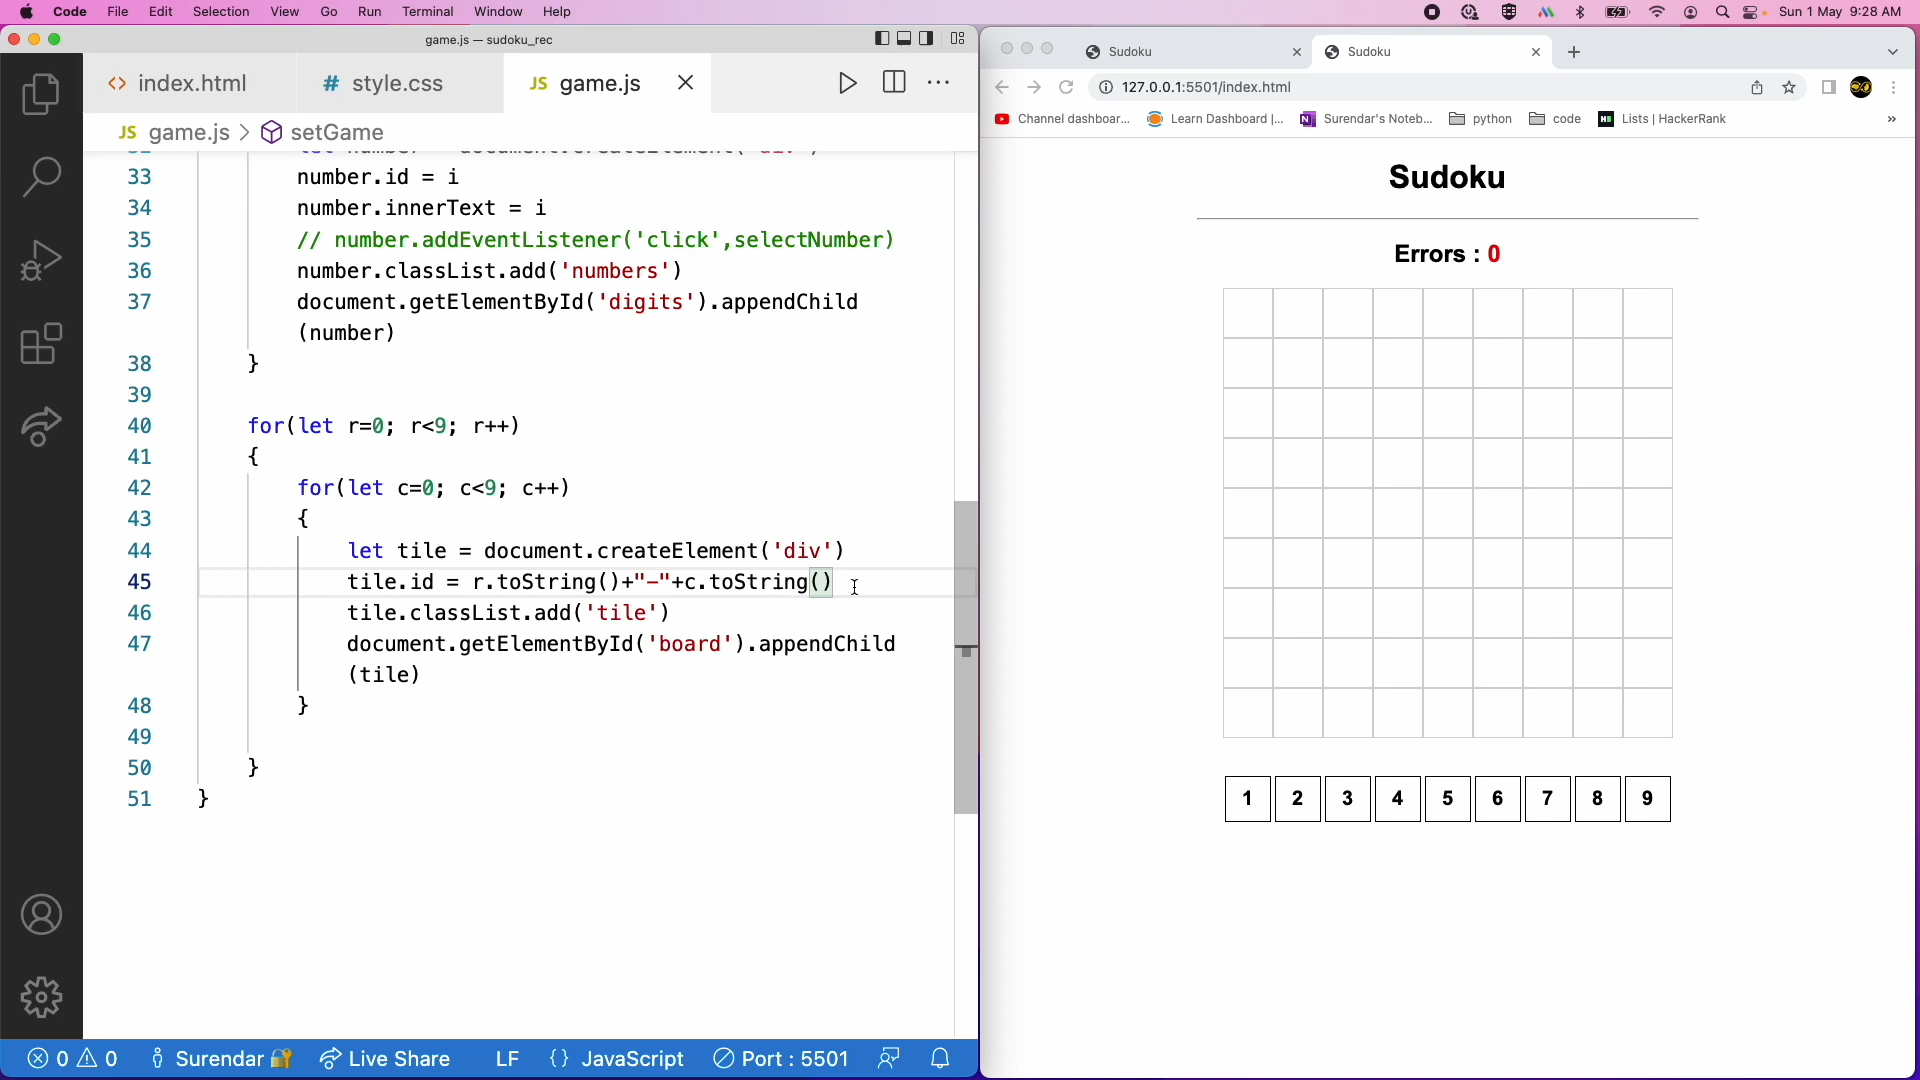 Code File Edit Selection View Go Run Terminal Window Help
Sun 1 May 9:28 AM
game.js — sudoku_rec
index.html
# style.css
JS game.js
JS game.js > setGame
33 number.id = i
34 number.innerText = i
35 // number.addEventListener('click',selectNumber)
36 number.classList.add('numbers')
37 document.getElementById('digits').appendChild
(number)
38 }
39
40 for(let r=0; r<9; r++)
41 {
42 for(let c=0; c<9; c++)
43 {
44 let tile = document.createElement('div')
45 tile.id = r.toString()+"-"+c.toString()
46 tile.classList.add('tile')
47 document.getElementById('board').appendChild
(tile)
48 }
49
50 }
51 }
0 0 Surendar Live Share LF {} JavaScript Port : 5501
Sudoku
Sudoku
127.0.0.1:5501/index.html
Channel dashboar...
Learn Dashboard |...
Surendar's Noteb...
python
code
Lists | HackerRank
»
Sudoku
Errors : 0
1 2 3 4 5 6 7 8 9